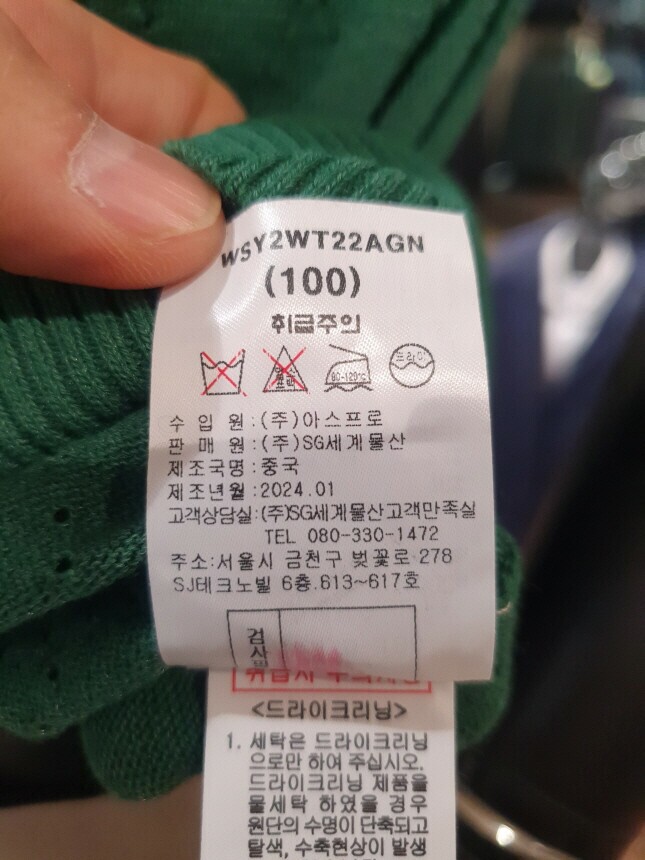 WSY2WT22AGN
(100)
취급주의
80-120℃
드라이
수 입 원:(주)아스프로
판 매 원:(주)SG세계물산
제조국명:중국
제조년월:2024.01
고객상담실:(주)SG세계물산고객만족실
TEL 080-330-1472
주소:서울시 금천구 벚꽃로 278
SJ테크노빌 6층.613~617호
검사필
<드라이크리닝>
1. 세탁은 드라이크리닝
으로만 하여 주십시오.
드라이크리닝 제품을
물세탁 하였을 경우
원단의 수명이 단축되고
탈색, 수축현상이 발생